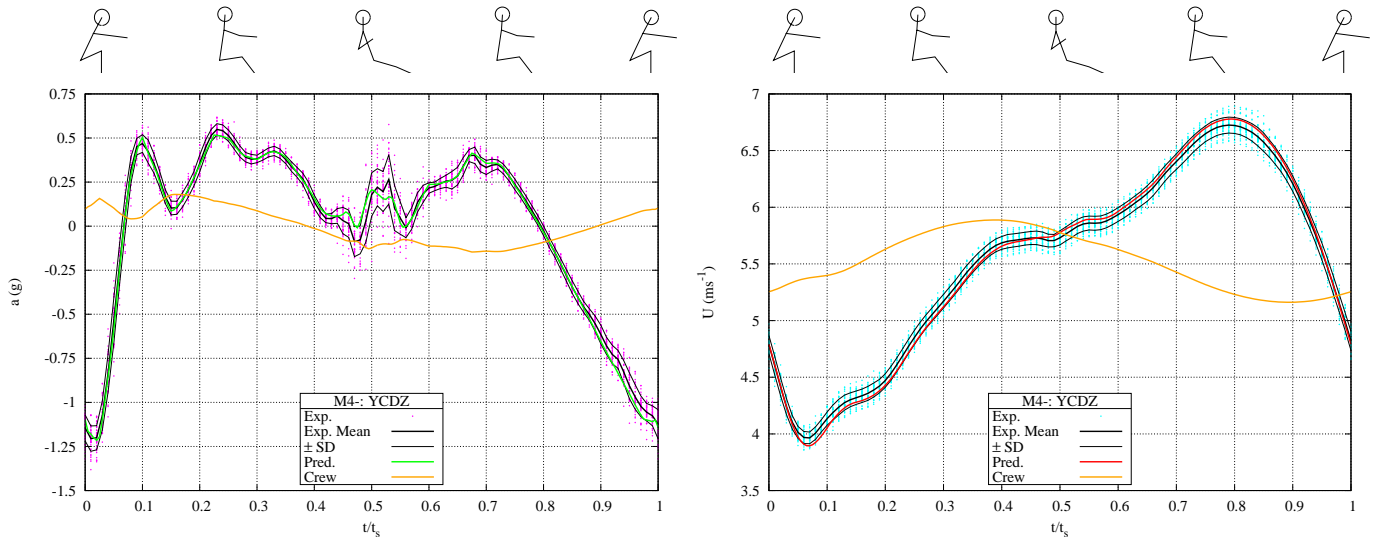 0.75
0.5
0.25
0
-0.25
-0.5
-0.75
-1
-1.25
-1.5
a (g)
0 0.1 0.2 0.3 0.4 0.5 0.6 0.7 0.8 0.9 1
t/ts
M4-: YCDZ
Exp.
Exp. Mean
± SD
Pred.
Crew
7
6.5
6
5.5
5
4.5
4
3.5
U (ms-1)
0 0.1 0.2 0.3 0.4 0.5 0.6 0.7 0.8 0.9 1
t/ts
M4-: YCDZ
Exp.
Exp. Mean
± SD
Pred.
Crew